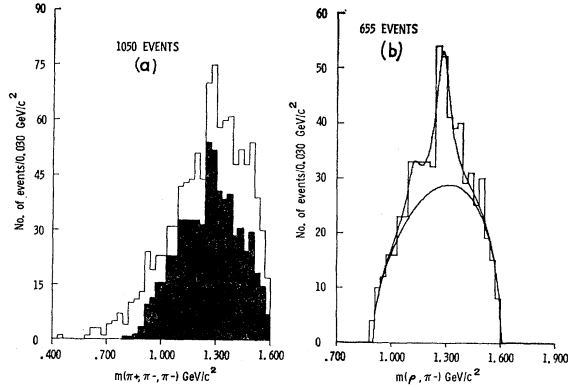 90
75
60
45
30
15
0
No. of events/0,030 GeV/c²
1050 EVENTS
(a)
.400 .700 1.000 1.300 1.600
m(π+,π-,π-) GeV/c²
60
50
40
30
20
10
0
No. of events/0,030 GeV/c²
655 EVENTS
(b)
.700 1.000 1.300 1.600 1,900
m(ρ,π-) GeV/c²